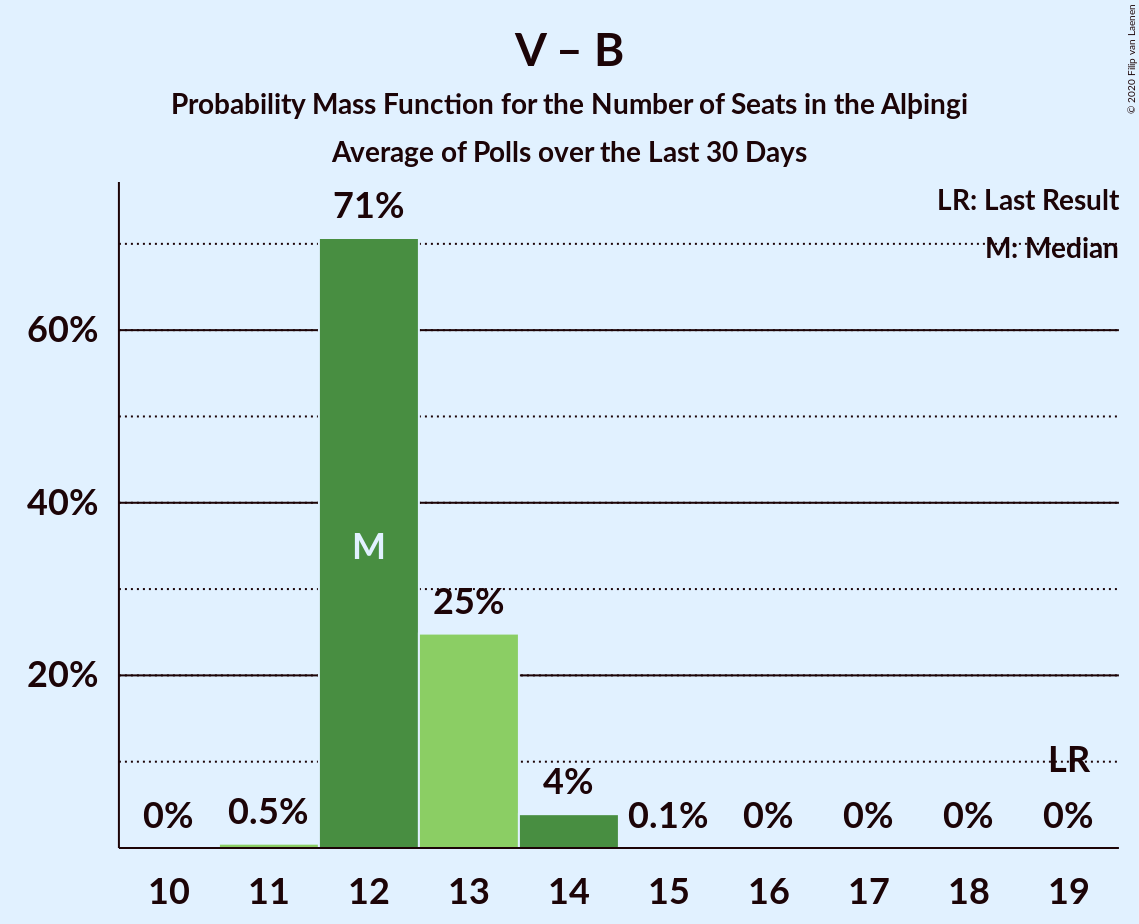 V – B
Probability Mass Function for the Number of Seats in the Alþingi
Average of Polls over the Last 30 Days
© 2020 Filip van Laenen
LR: Last Result
M: Median
71%
60%
40%
M
25%
20%
LR
4%
0% 0.5% 0.1% 0% 0% 0% 0%
10 11 12 13 14 15 16 17 18 19